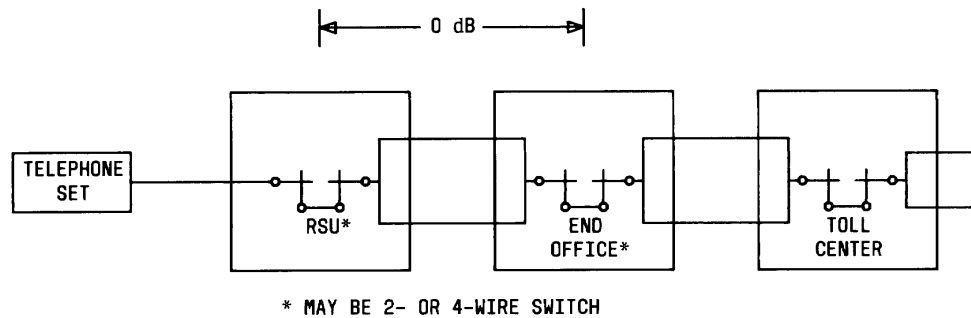 0 dB
TELEPHONE
SET
RSU*
END
OFFICE*
TOLL
CENTER
* MAY BE 2- OR 4-WIRE SWITCH